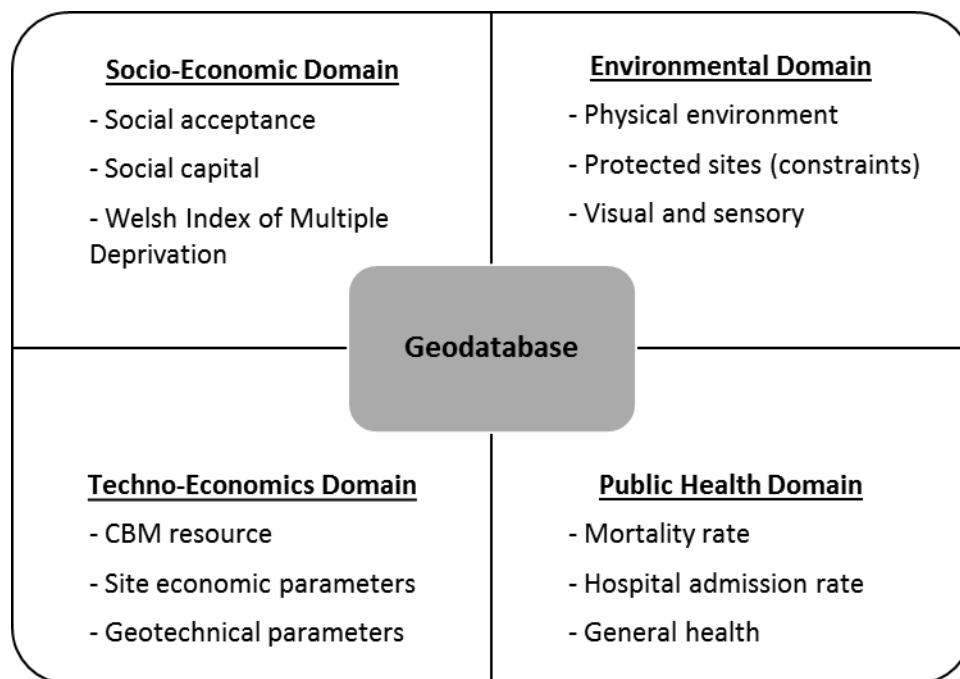 Socio-Economic Domain
- Social acceptance
- Social capital
- Welsh Index of Multiple
Deprivation
Environmental Domain
- Physical environment
- Protected sites (constraints)
- Visual and sensory
Geodatabase
Techno-Economics Domain
- CBM resource
- Site economic parameters
- Geotechnical parameters
Public Health Domain
- Mortality rate
- Hospital admission rate
- General health